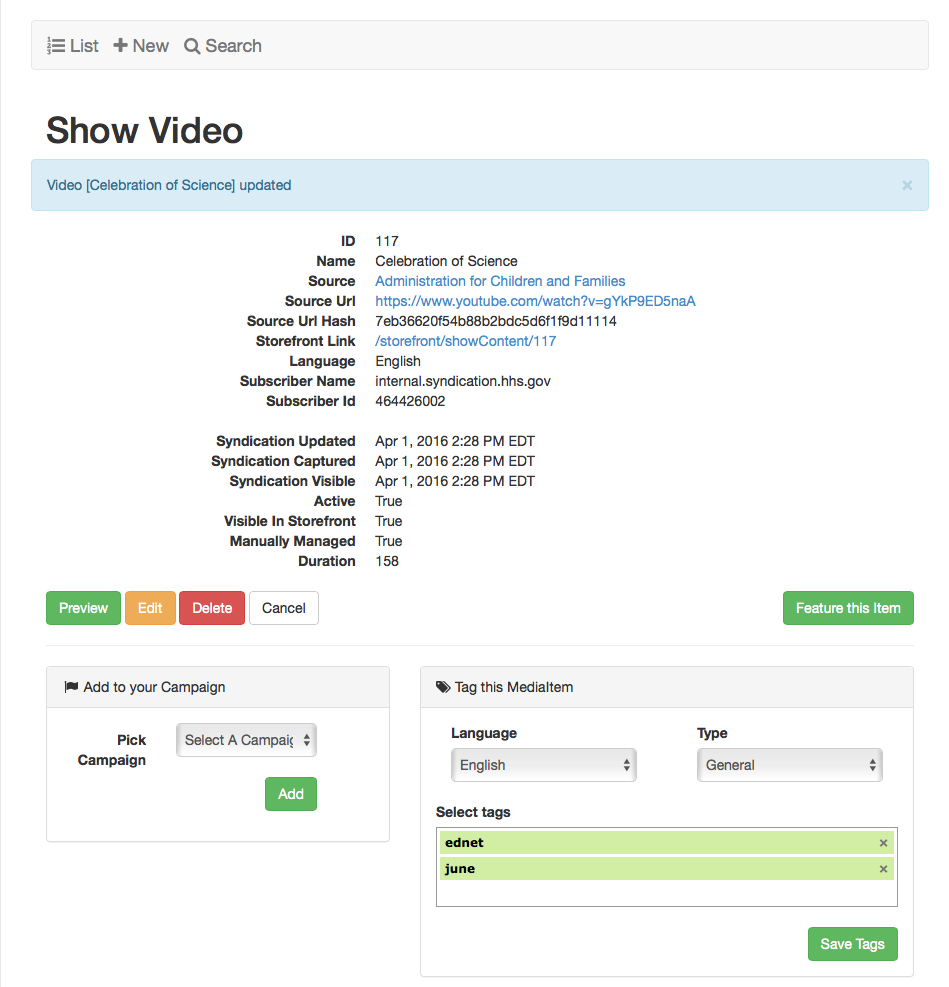 List New Search
Show Video
Video [Celebration of Science] updated ×
ID 117
Name Celebration of Science
Source Administration for Children and Families
Source Url https://www.youtube.com/watch?v=gYkP9ED5naA
Source Url Hash 7eb36620f54b88b2bdc5d6f1f9d11114
Storefront Link /storefront/showContent/117
Language English
Subscriber Name internal.syndication.hhs.gov
Subscriber Id 464426002
Syndication Updated Apr 1, 2016 2:28 PM EDT
Syndication Captured Apr 1, 2016 2:28 PM EDT
Syndication Visible Apr 1, 2016 2:28 PM EDT
Active True
Visible In Storefront True
Manually Managed True
Duration 158
Preview Edit Delete Cancel Feature this Item
Add to your Campaign
Pick Campaign Select A Campaig
Add
Tag this MediaItem
Language Type
English General
Select tags
ednet ×
june ×
Save Tags